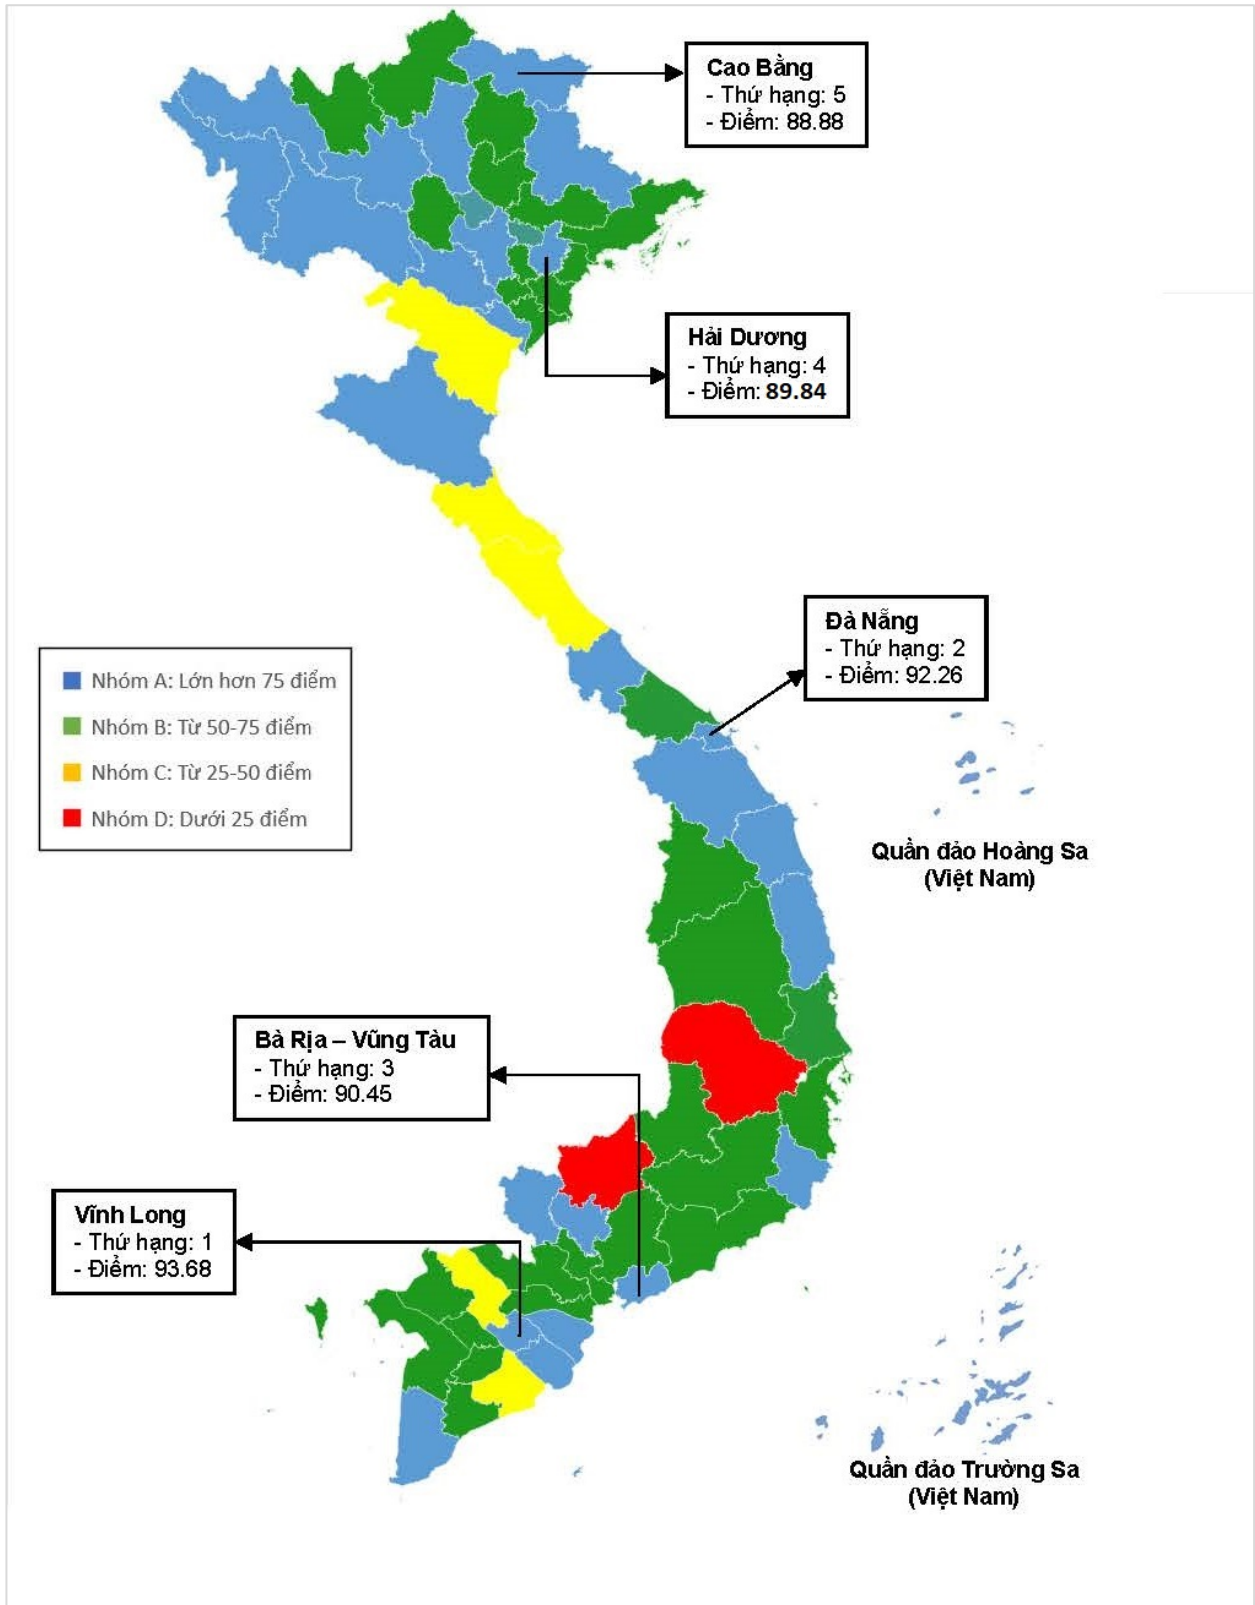 Cao Bằng
- Thứ hạng: 5
- Điểm: 88.88
Hải Dương
- Thứ hạng: 4
- Điểm: 89.84
Đà Nẵng
- Thứ hạng: 2
- Điểm: 92.26
Nhóm A: Lớn hơn 75 điểm
Nhóm B: Từ 50-75 điểm
Nhóm C: Từ 25-50 điểm
Nhóm D: Dưới 25 điểm
Quần đảo Hoàng Sa
(Việt Nam)
Bà Rịa – Vũng Tàu
- Thứ hạng: 3
- Điểm: 90.45
Vĩnh Long
- Thứ hạng: 1
- Điểm: 93.68
Quần đảo Trường Sa
(Việt Nam)